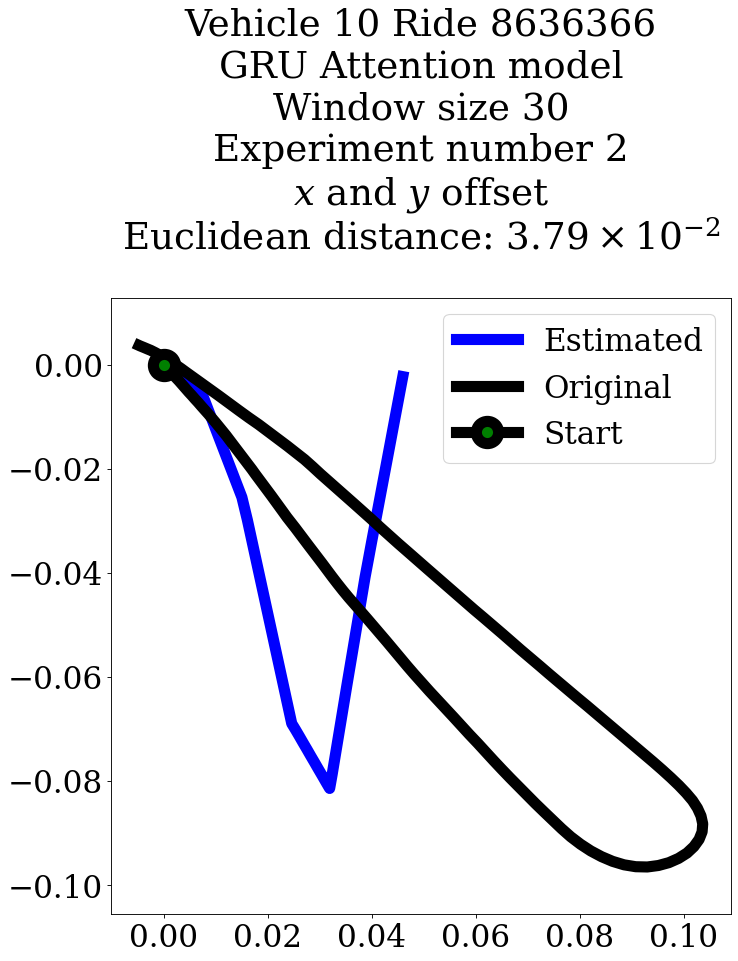 Vehicle 10 Ride 8636366
GRU Attention model
Window size 30
Experiment number 2
x and y offset
Euclidean distance: 3.79 × 10⁻²
Estimated
Original
Start
0.00
−0.02
−0.04
−0.06
−0.08
−0.10
0.00 0.02 0.04 0.06 0.08 0.10